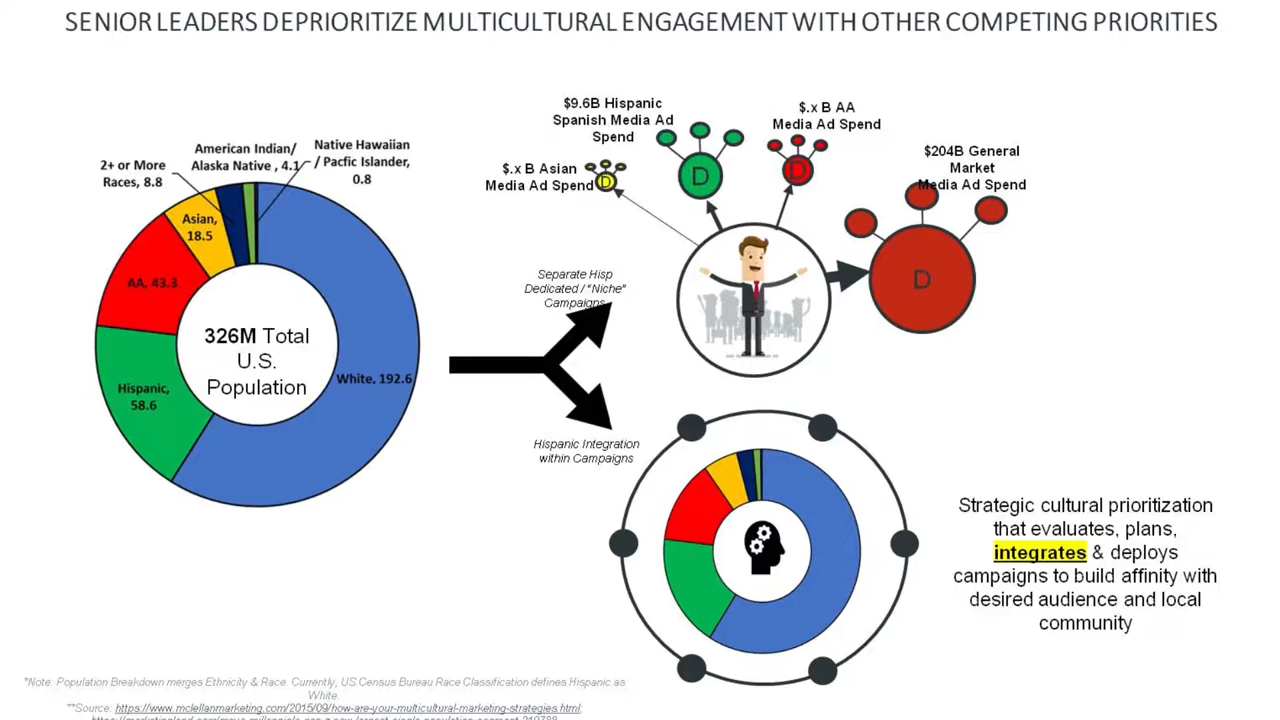 SENIOR LEADERS DEPRIORITIZE MULTICULTURAL ENGAGEMENT WITH OTHER COMPETING PRIORITIES
$9.6B Hispanic
Spanish Media Ad
Spend
$.x B AA
Media Ad Spend
$.x B Asian
Media Ad Spend
$204B General
Market
Media Ad Spend
D
D
D
D
2+ or More
Races, 8.8
American Indian/
Alaska Native , 4.1
Native Hawaiian
/ Pacfic Islander,
0.8
Asian,
18.5
AA, 43.3
Hispanic,
58.6
White, 192.6
326M Total
U.S.
Population
Separate Hisp
Dedicated / "Niche"
Campaigns
Hispanic Integration
within Campaigns
Strategic cultural prioritization
that evaluates, plans,
integrates & deploys
campaigns to build affinity with
desired audience and local
community
*Note: Population Breakdown merges Ethnicity & Race. Currently, US Census Bureau Race Classification defines Hispanic as
White.
**Source: https://www.mclellanmarketing.com/2015/09/how-are-your-multicultural-marketing-strategies.html;